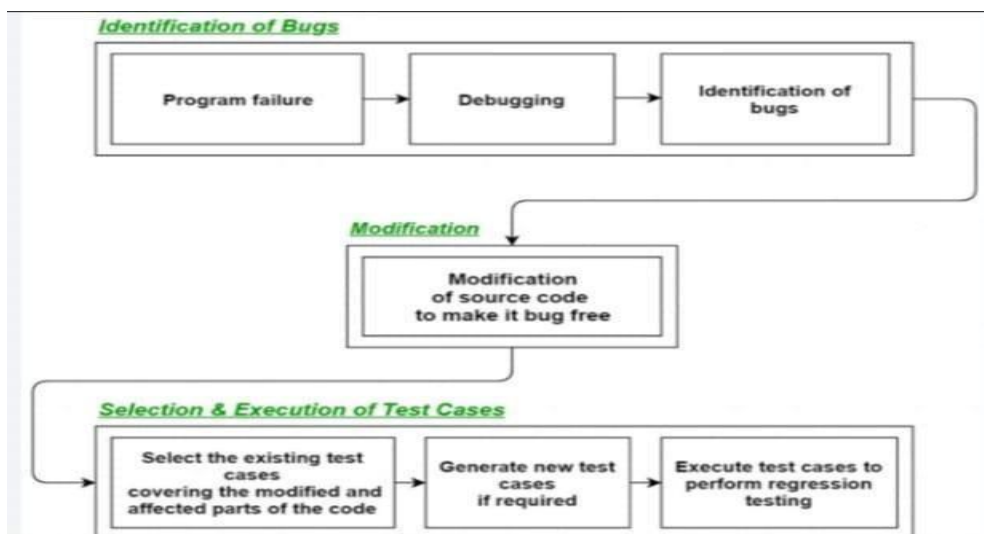 Identification of Bugs
Program failure
Debugging
Identification of
bugs
Modification
Modification
of source code
to make it bug free
Selection & Execution of Test Cases
Select the existing test
cases
covering the modified and
affected parts of the code
Generate new test
cases
if required
Execute test cases to
perform regression
testing